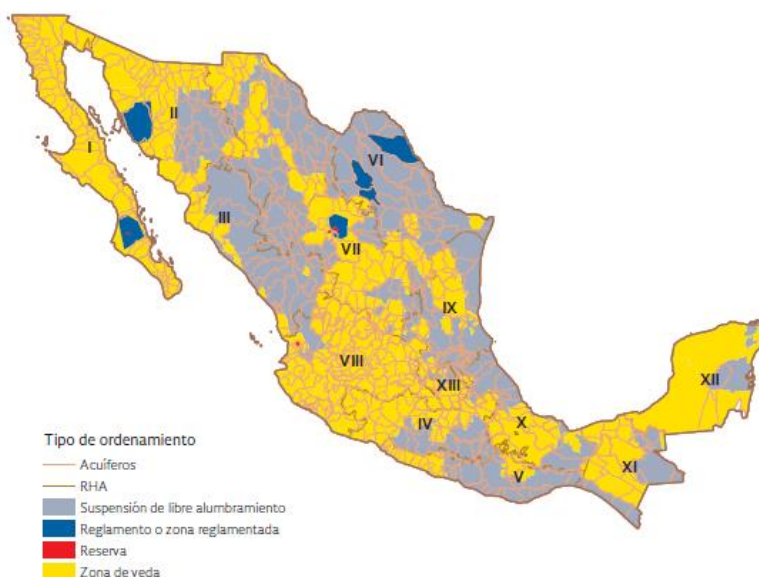 II
I
VI
III
VII
IX
VIII
XII
XIII
IV
X
XI
V
Tipo de ordenamiento
Acuíferos
RHA
Suspensión de libre alumbramiento
Reglamento o zona reglamentada
Reserva
Zona de veda